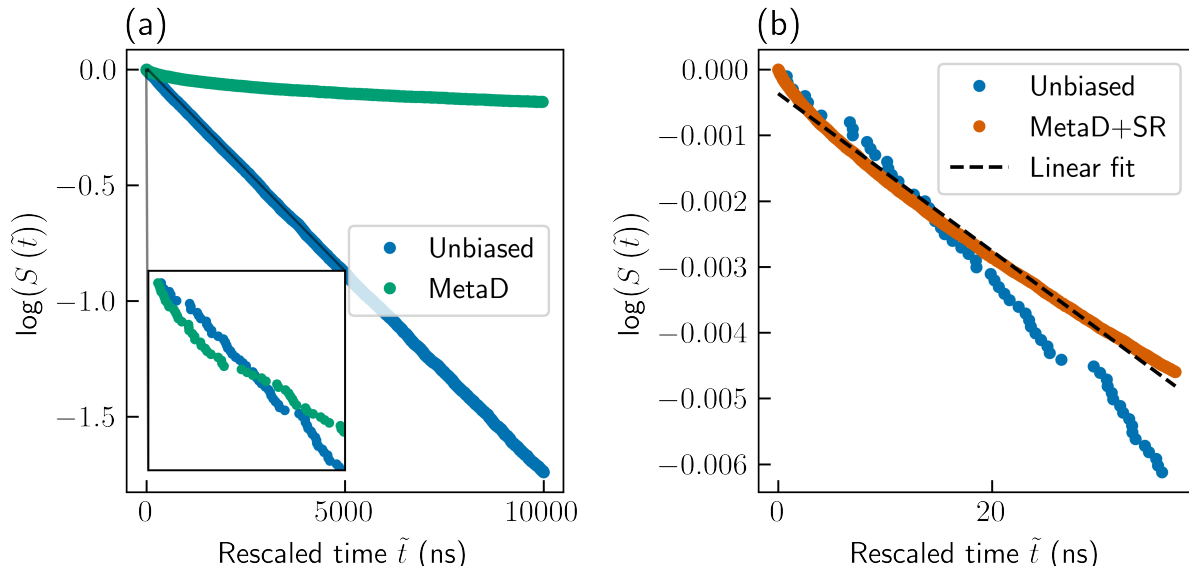 (a)
0.0
−0.5
−1.0
−1.5
log(S (t̃))
Unbiased
MetaD
0
5000
10000
Rescaled time t̃ (ns)
(b)
0.000
−0.001
−0.002
−0.003
−0.004
−0.005
−0.006
log(S (t̃))
Unbiased
MetaD+SR
Linear fit
0
20
Rescaled time t̃ (ns)